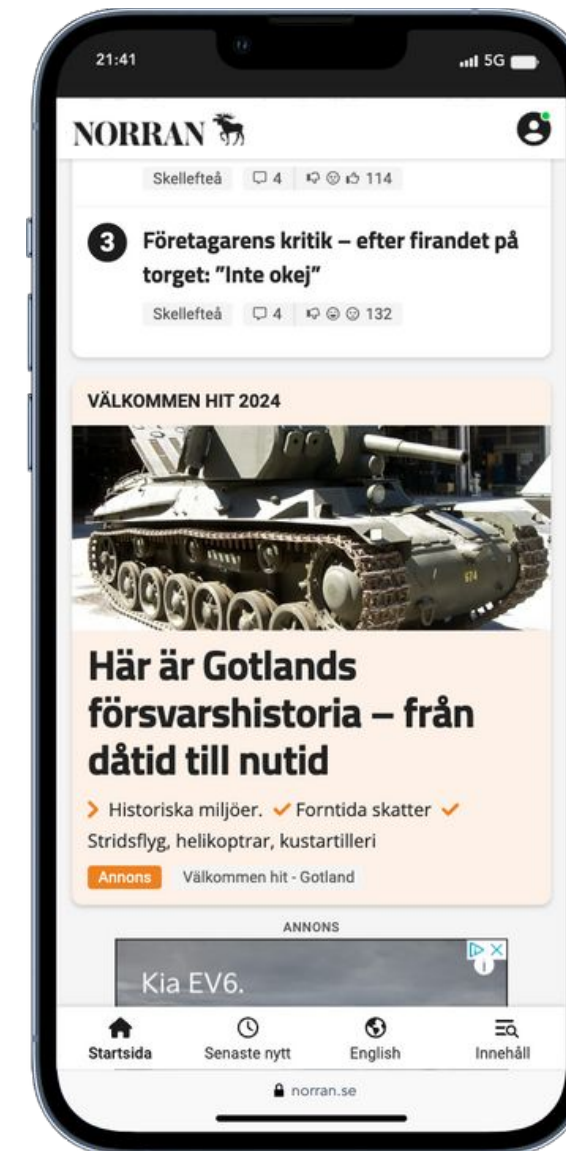 21:41
5G
NORRAN
Skellefteå 4 114
3 Företagarens kritik – efter firandet på
torget: ”Inte okej”
Skellefteå 4 132
VÄLKOMMEN HIT 2024
674
Här är Gotlands
försvarshistoria – från
dåtid till nutid
Historiska miljöer. Forntida skatter
Stridsflyg, helikoptrar, kustartilleri
Annons Välkommen hit - Gotland
ANNONS
Kia EV6.
Startsida Senaste nytt English Innehåll
norran.se